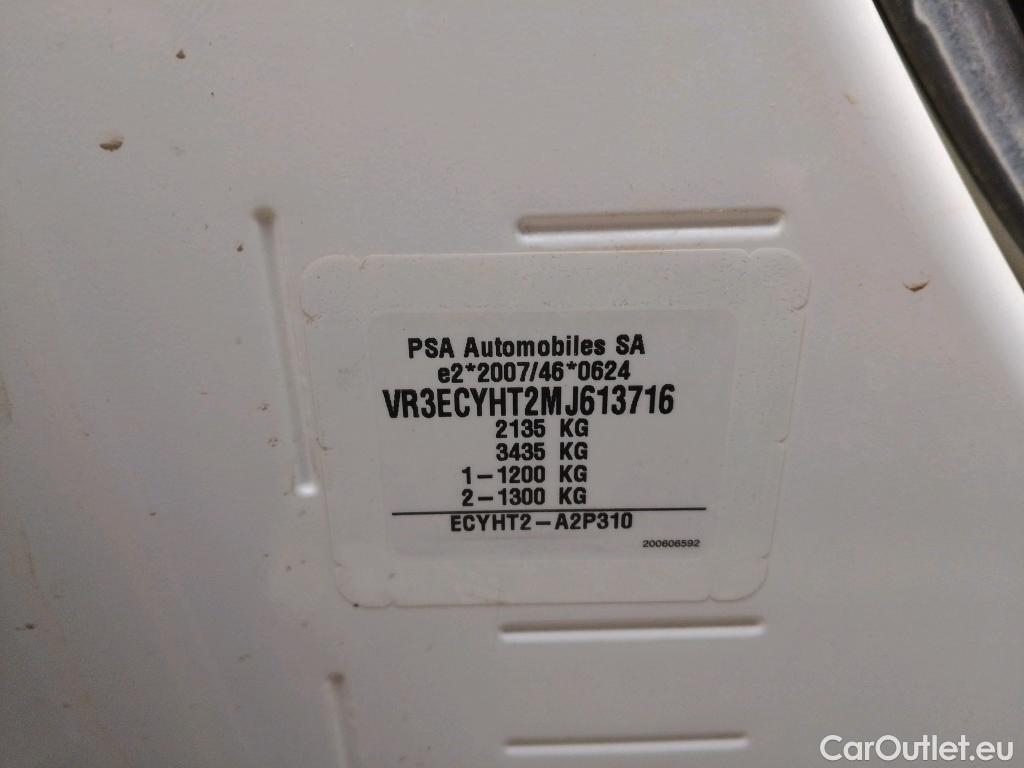 PSA Automobiles SA
e2*2007/46*0624
VR3ECYHT2MJ613716
2135 KG
3435 KG
1-1200 KG
2-1300 KG
ECYHT2-A2P310
200606592
CarOutlet.eu